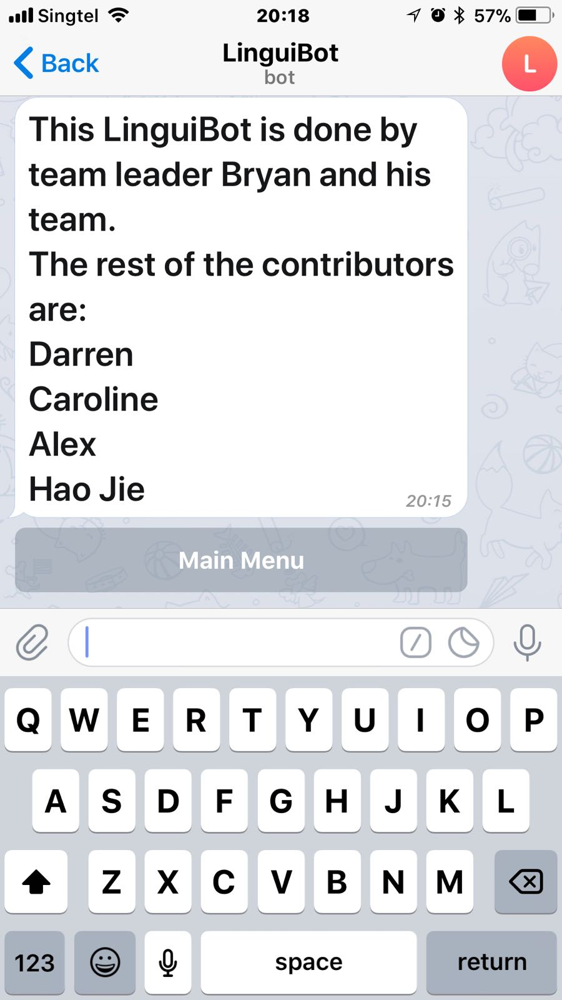 Singtel 20:18 57%
Back LinguiBot L
bot
This LinguiBot is done by
team leader Bryan and his
team.
The rest of the contributors
are:
Darren
Caroline
Alex
Hao Jie
20:15
Main Menu
Q W E R T Y U I O P
A S D F G H J K L
Z X C V B N M
123 space return